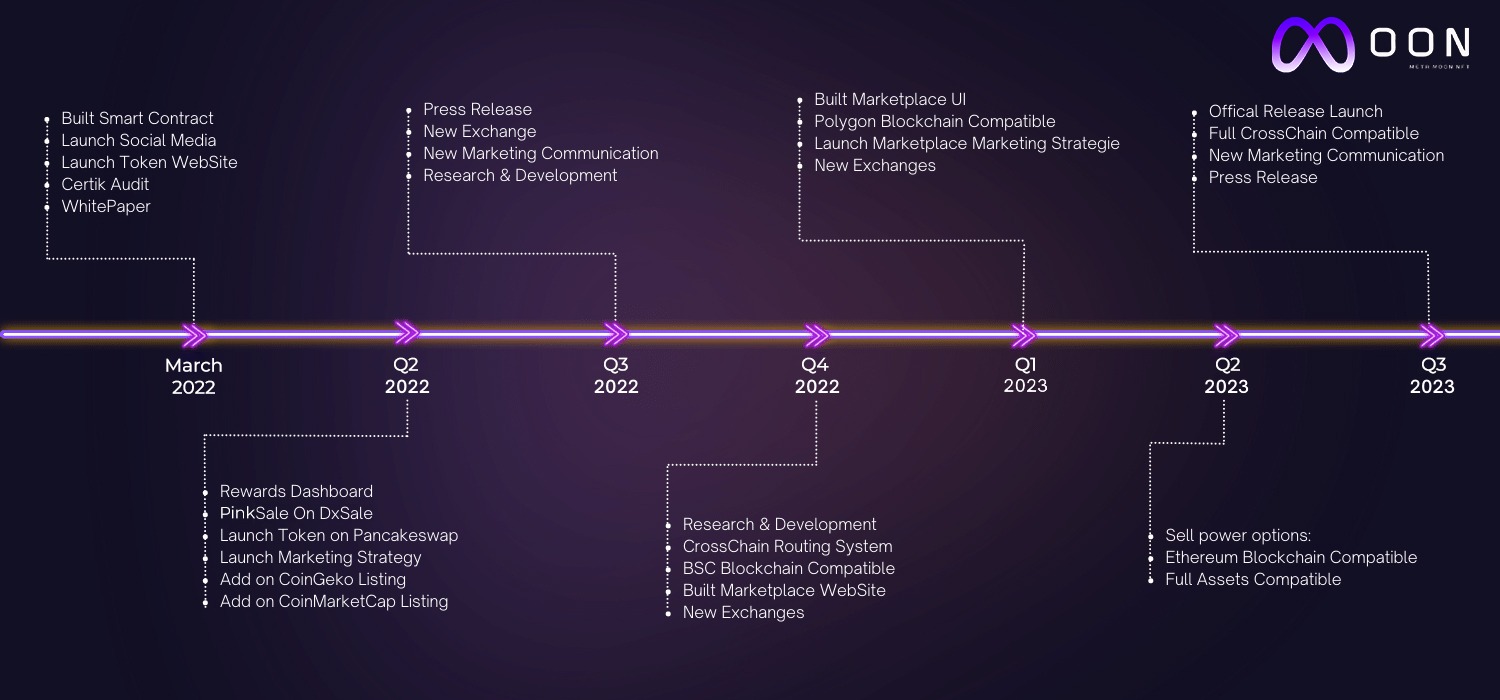 OON
META MOON NFT
Built Smart Contract
Launch Social Media
Launch Token WebSite
Certik Audit
WhitePaper
Press Release
New Exchange
New Marketing Communication
Research & Development
Built Marketplace UI
Polygon Blockchain Compatible
Launch Marketplace Marketing Strategie
New Exchanges
Offical Release Launch
Full CrossChain Compatible
New Marketing Communication
Press Release
March
2022
Q2
2022
Q3
2022
Q4
2022
Q1
2023
Q2
2023
Q3
2023
Rewards Dashboard
PinkSale On DxSale
Launch Token on Pancakeswap
Launch Marketing Strategy
Add on CoinGeko Listing
Add on CoinMarketCap Listing
Research & Development
CrossChain Routing System
BSC Blockchain Compatible
Built Marketplace WebSite
New Exchanges
Sell power options:
Ethereum Blockchain Compatible
Full Assets Compatible